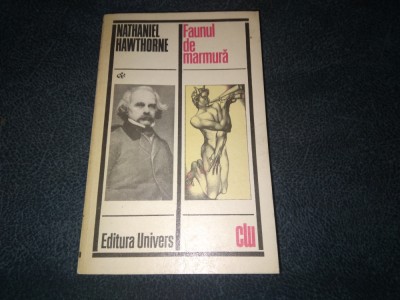 NATHANIEL
HAWTHORNE
Faunul
de
marmură
Editura Univers
clu